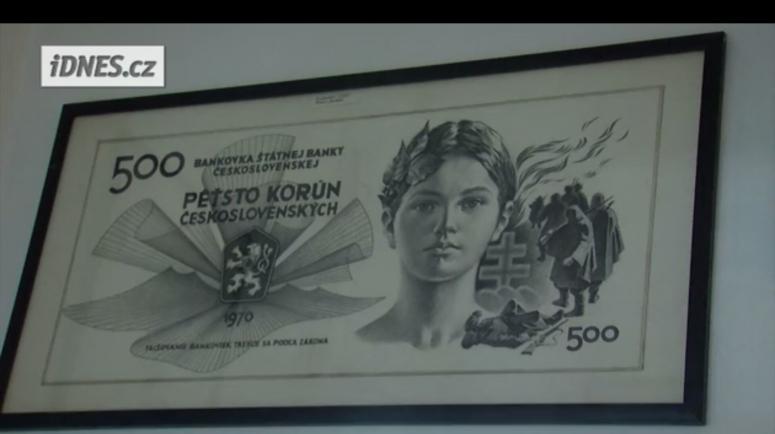 iDNES.cz
500
BANKOVKA ŠTÁTNEJ BANKY
ČESKOSLOVENSKEJ
PÄŤSTO KORÚN
ČESKOSLOVENSKÝCH
1970
FALŠOVANIE BANKOVIEK TRESCE SA PODĽA ZÁKONA
500